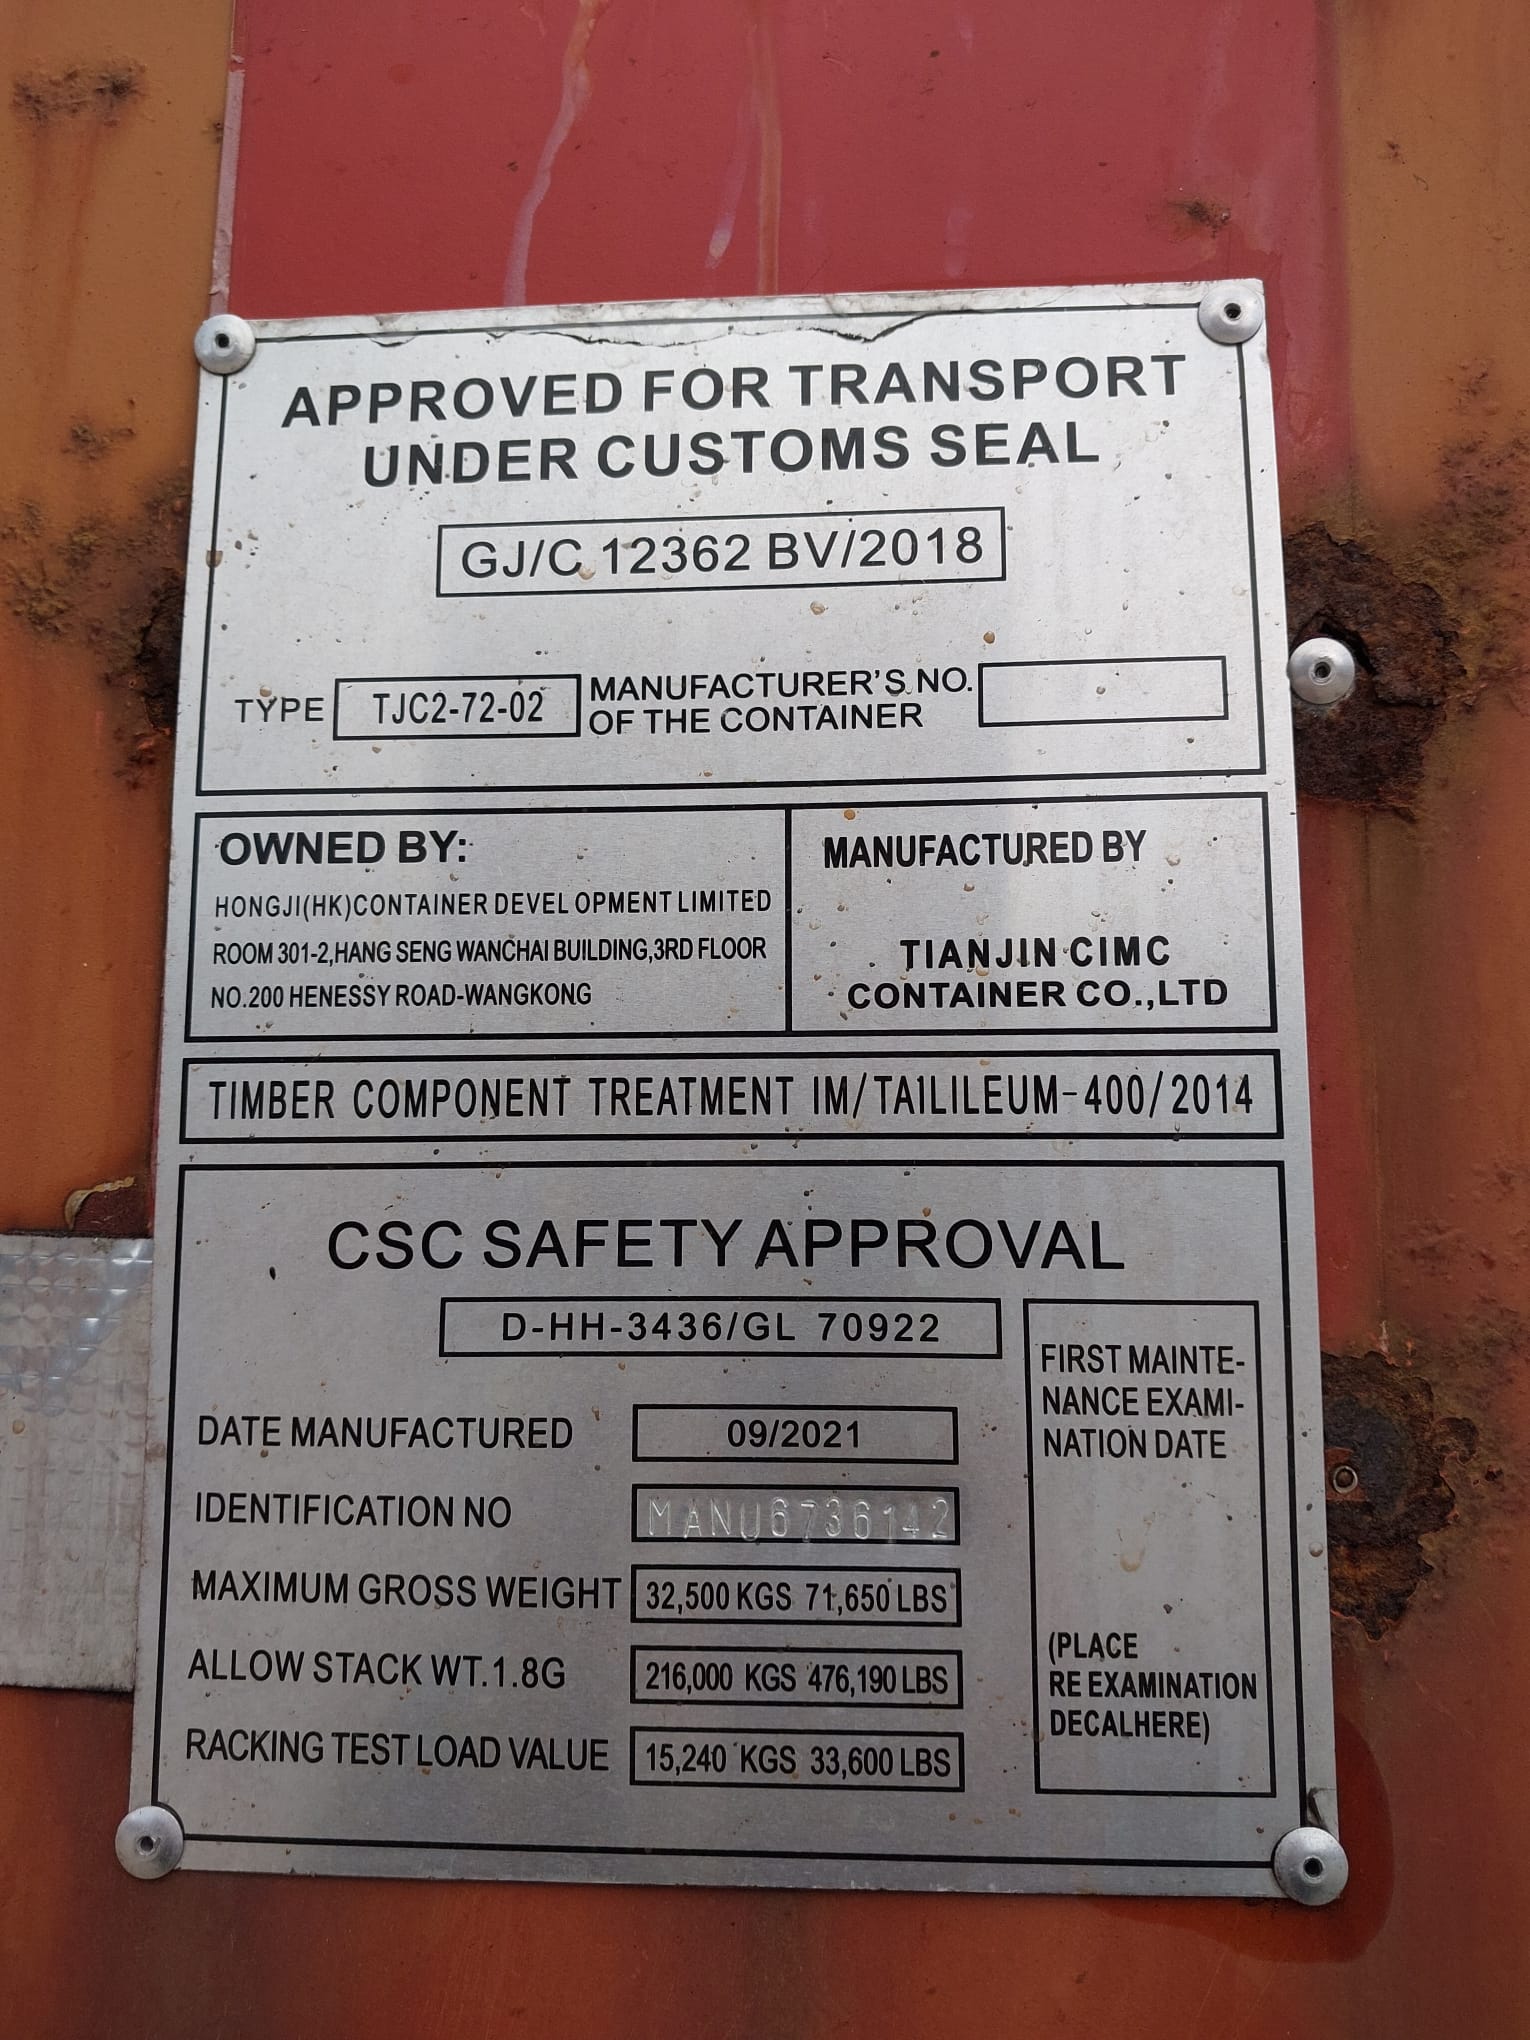 APPROVED FOR TRANSPORT
UNDER CUSTOMS SEAL
GJ/C 12362 BV/2018
TYPE TJC2-72-02 MANUFACTURER'S NO.
OF THE CONTAINER
OWNED BY:
HONGJI(HK)CONTAINER DEVELOPMENT LIMITED
ROOM 301-2,HANG SENG WANCHAI BUILDING,3RD FLOOR
NO.200 HENESSY ROAD-WANGKONG
MANUFACTURED BY
TIANJIN CIMC
CONTAINER CO.,LTD
TIMBER COMPONENT TREATMENT IM/TAILILEUM-400/2014
CSC SAFETY APPROVAL
D-HH-3436/GL 70922
DATE MANUFACTURED 09/2021
IDENTIFICATION NO MANU6736142
MAXIMUM GROSS WEIGHT 32,500 KGS 71,650 LBS
ALLOW STACK WT.1.8G 216,000 KGS 476,190 LBS
RACKING TEST LOAD VALUE 15,240 KGS 33,600 LBS
FIRST MAINTE-
NANCE EXAMI-
NATION DATE
(PLACE
RE EXAMINATION
DECALHERE)